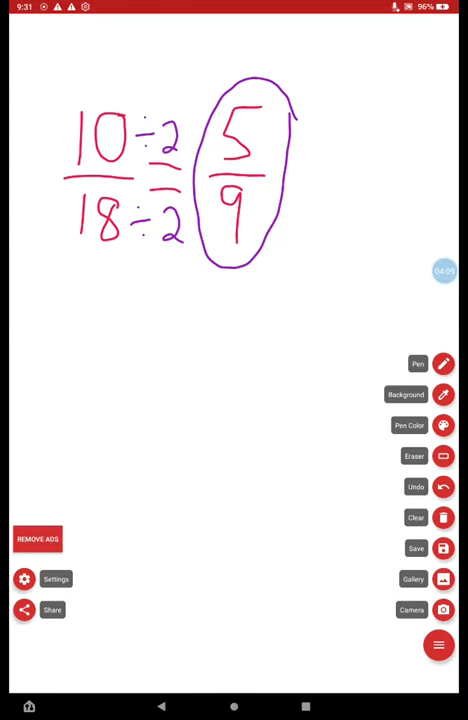 9:31
96%
10 ÷2 = 5
18 ÷2 9
04:09
Pen
Background
Pen Color
Eraser
Undo
Clear
Save
Gallery
Camera
REMOVE ADS
Settings
Share